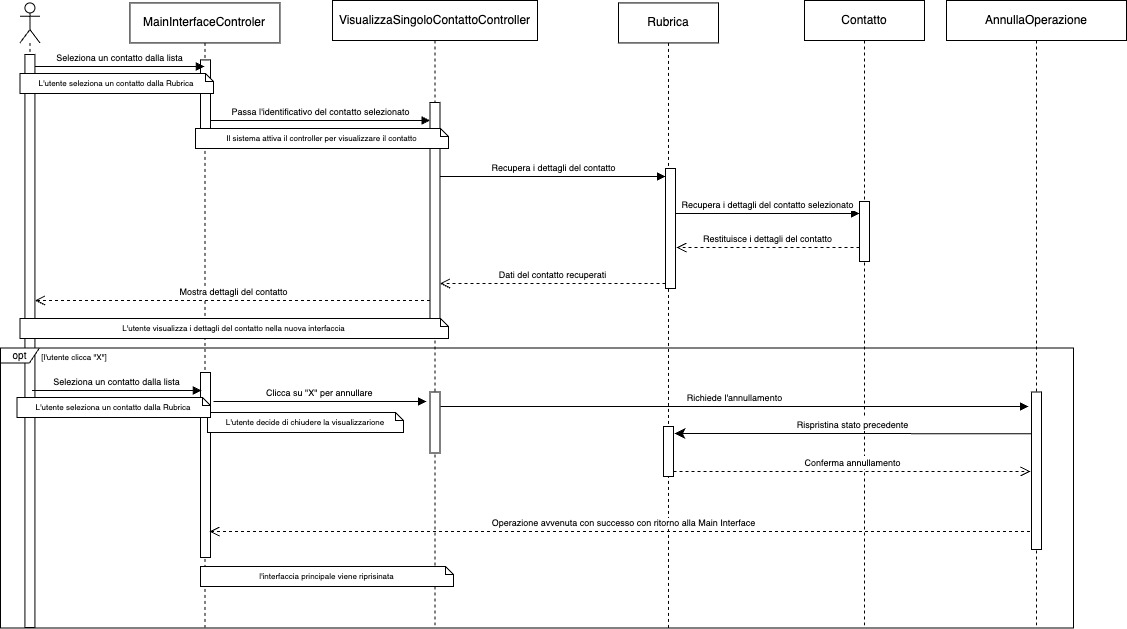 MainInterfaceControler
VisualizzaSingoloContattoController
Rubrica
Contatto
AnnullaOperazione
Seleziona un contatto dalla lista
L'utente seleziona un contatto dalla Rubrica
Passa l'identificativo del contatto selezionato
Il sistema attiva il controller per visualizzare il contatto
Recupera i dettagli del contatto
Recupera i dettagli del contatto selezionato
Restituisce i dettagli del contatto
Dati del contatto recuperati
Mostra dettagli del contatto
L'utente visualizza i dettagli del contatto nella nuova interfaccia
opt
[l'utente clicca "X"]
Seleziona un contatto dalla lista
Clicca su "X" per annullare
Richiede l'annullamento
L'utente seleziona un contatto dalla Rubrica
L'utente decide di chiudere la visualizzarione
Rispristina stato precedente
Conferma annullamento
Operazione avvenuta con successo con ritorno alla Main Interface
l'interfaccia principale viene riprisinata